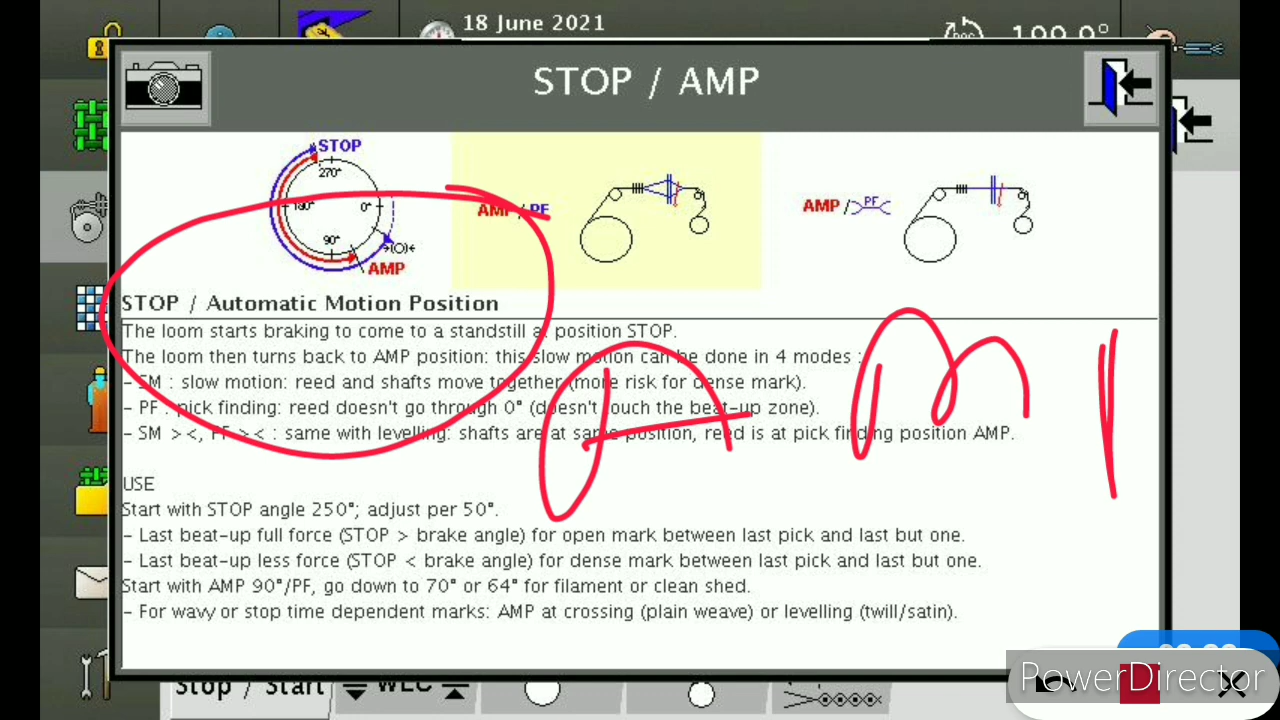 18 June 2021
STOP / AMP
STOP
270°
180°
0°
90°
→(O)←
AMP
AMP / PF
AMP / PF
STOP / Automatic Motion Position
The loom starts braking to come to a standstill at position STOP.
The loom then turns back to AMP position: this slow motion can be done in 4 modes :
- SM : slow motion: reed and shafts move together (more risk for dense mark).
- PF : pick finding: reed doesn't go through 0° (doesn't touch the beat-up zone).
- SM ><, PF >< : same with levelling: shafts are at same position, reed is at pick finding position AMP.
USE
Start with STOP angle 250°; adjust per 50°.
- Last beat-up full force (STOP > brake angle) for open mark between last pick and last but one.
- Last beat-up less force (STOP < brake angle) for dense mark between last pick and last but one.
Start with AMP 90°/PF, go down to 70° or 64° for filament or clean shed.
- For wavy or stop time dependent marks: AMP at crossing (plain weave) or levelling (twill/satin).
Stop / Start
WEC
PowerDirector